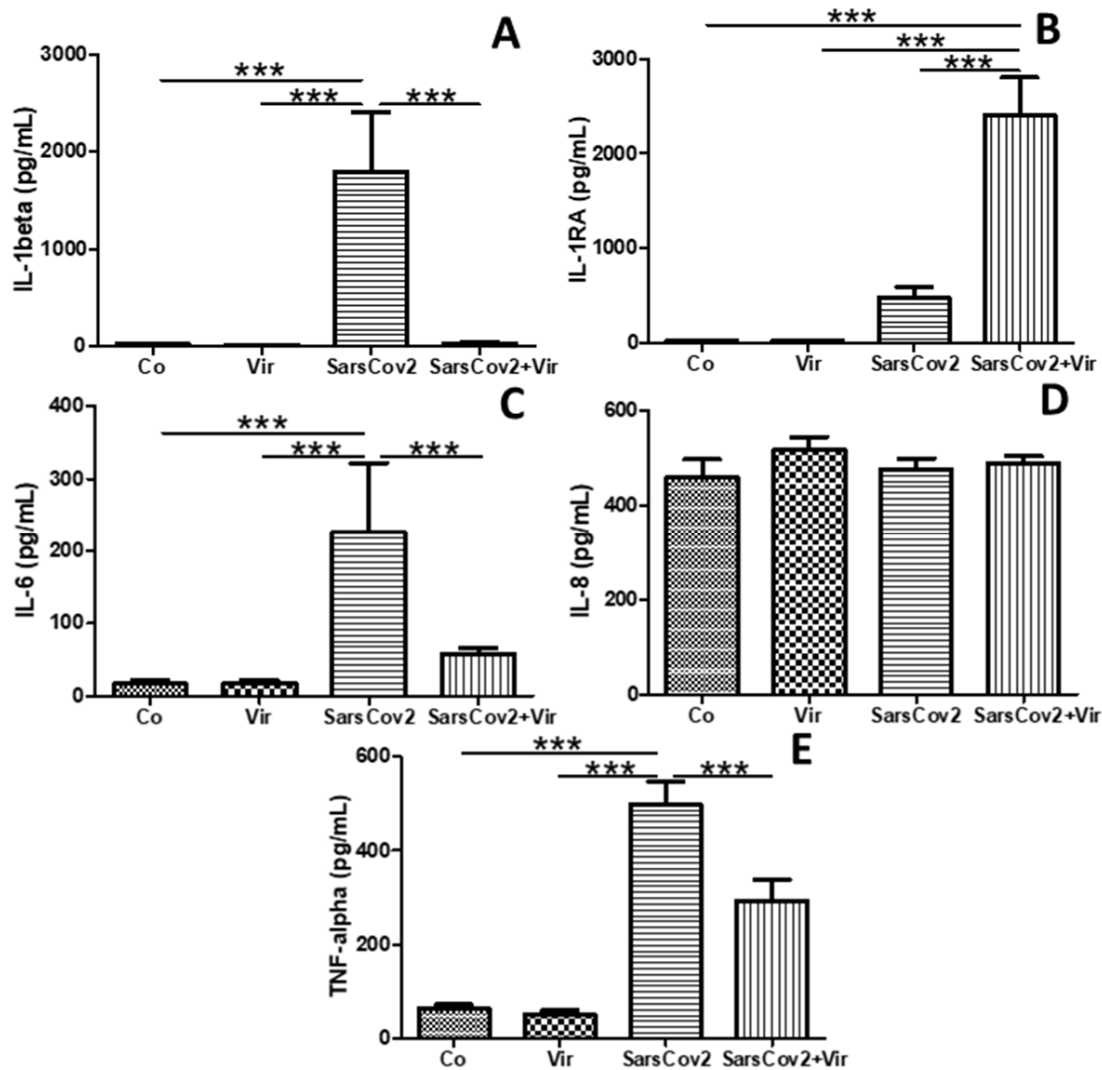 A
3000
2000
1000
0
IL-1beta (pg/mL)
***
*** ***
Co Vir SarsCov2 SarsCov2+Vir
B
3000
2000
1000
0
IL-1RA (pg/mL)
***
***
***
Co Vir SarsCov2 SarsCov2+Vir
C
400
300
200
100
0
IL-6 (pg/mL)
***
*** ***
Co Vir SarsCov2 SarsCov2+Vir
D
600
400
200
0
IL-8 (pg/mL)
Co Vir SarsCov2 SarsCov2+Vir
E
600
400
200
0
TNF-alpha (pg/mL)
***
*** ***
Co Vir SarsCov2 SarsCov2+Vir